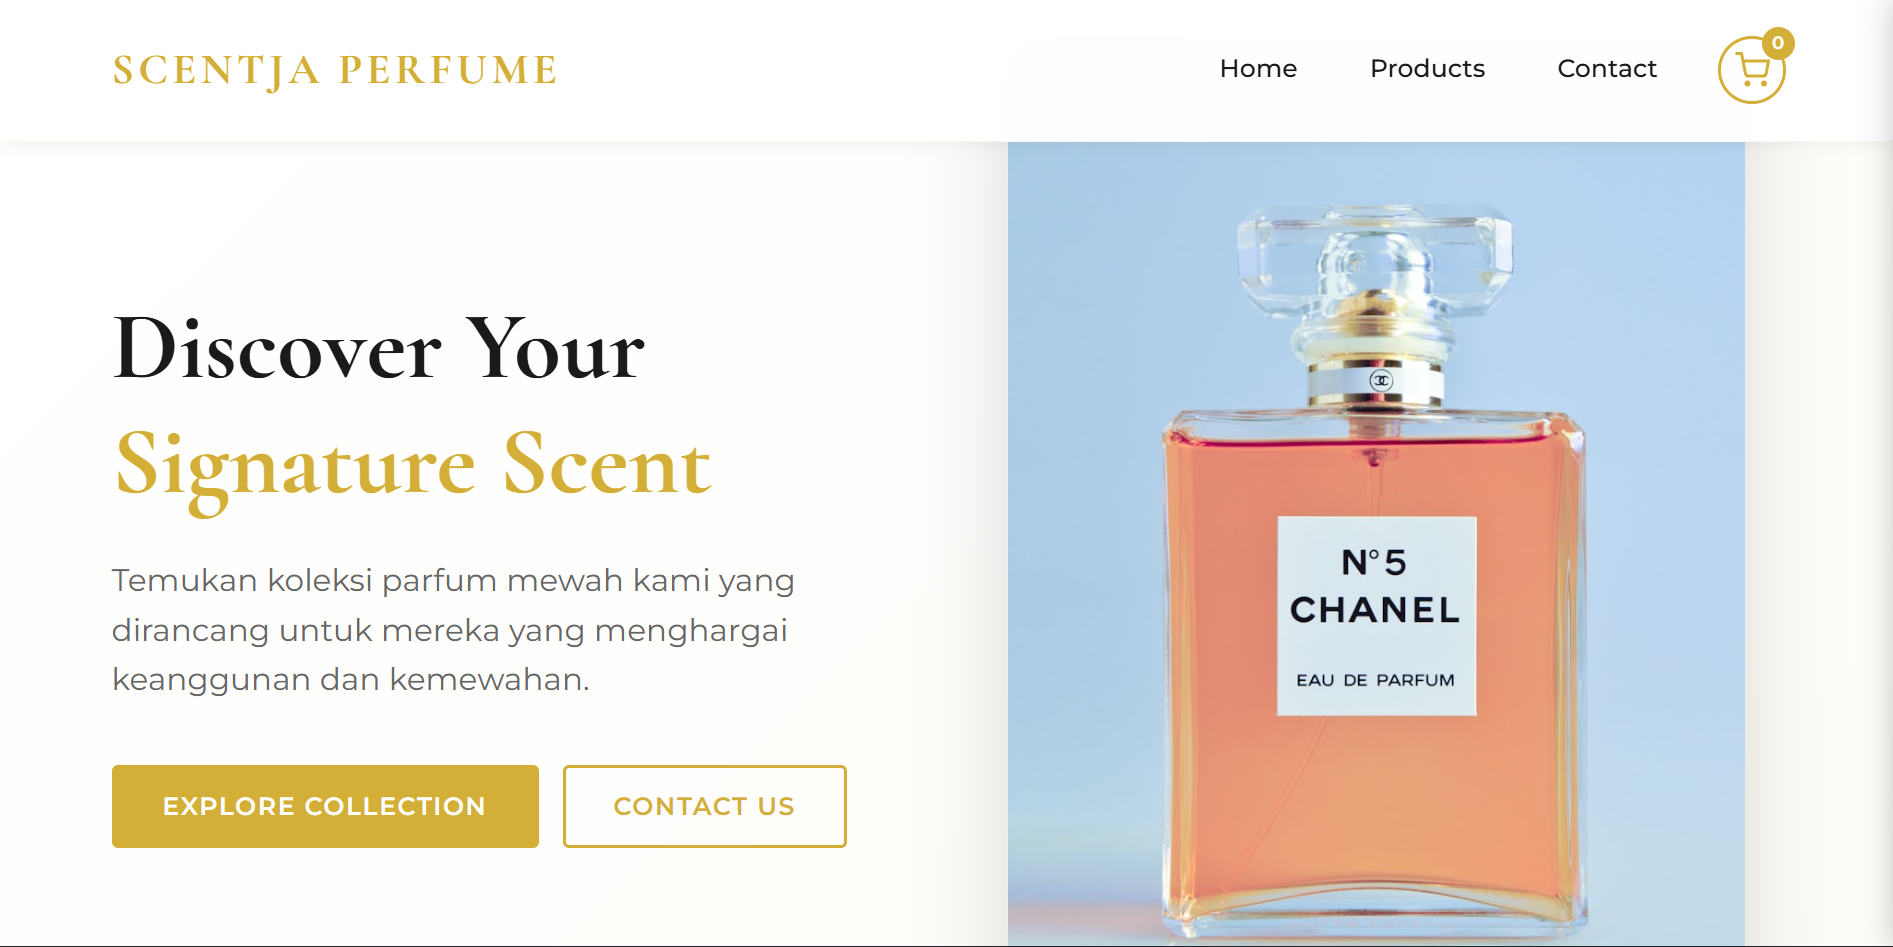 SCENTJA PERFUME
Home
Products
Contact
0
Discover Your
Signature Scent
Temukan koleksi parfum mewah kami yang
dirancang untuk mereka yang menghargai
keanggunan dan kemewahan.
EXPLORE COLLECTION
CONTACT US
N°5
CHANEL
EAU DE PARFUM